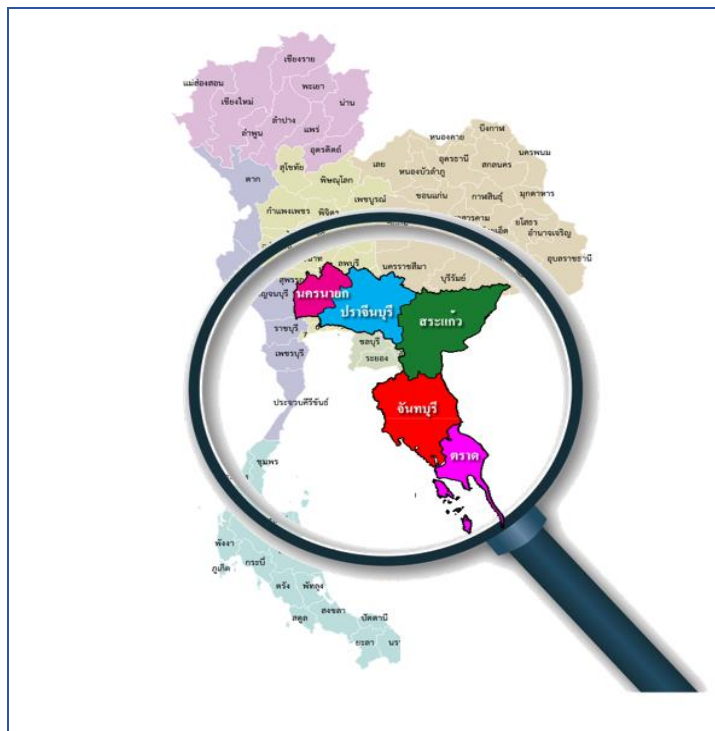 เชียงราย
แม่ฮ่องสอน
พะเยา
เชียงใหม่
น่าน
ลำปาง
แพร่
ลำพูน
อุตรดิตถ์
บึงกาฬ
หนองคาย
เลย
อุดรธานี
นครพนม
สกลนคร
หนองบัวลำภู
สุโขทัย
ตาก
พิษณุโลก
ขอนแก่น
กาฬสินธุ์
มุกดาหาร
เพชรบูรณ์
กำแพงเพชร
พิจิตร
ยโสธร
อำนาจเจริญ
อุบลราชธานี
ลพบุรี
นครราชสีมา
บุรีรัมย์
นครนายก
ปราจีนบุรี
สระแก้ว
ราชบุรี
ชลบุรี
เพชรบุรี
ระยอง
ประจวบคีรีขันธ์
จันทบุรี
ตราด
ชุมพร
พังงา
กระบี่
ภูเก็ต
ตรัง
พัทลุง
สงขลา
สตูล
ปัตตานี
ยะลา